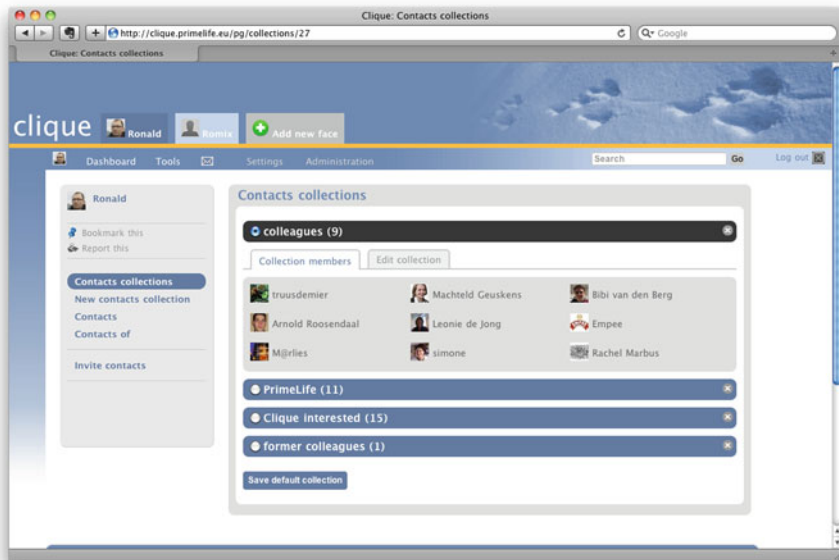 Clique: Contacts collections
http://clique.primelife.eu/pg/collections/27
Google
Clique: Contacts collections
clique
Ronald
Romix
Add new face
Dashboard Tools Settings Administration
Search Go Log out
Ronald
Bookmark this
Report this
Contacts collections
New contacts collection
Contacts
Contacts of
Invite contacts
Contacts collections
colleagues (9)
Collection members Edit collection
truusdemier Machteld Geuskens Bibi van den Berg
Arnold Roosendaal Leonie de Jong Empee
M@rlies simone Rachel Marbus
PrimeLife (11)
Clique interested (15)
former colleagues (1)
Save default collection